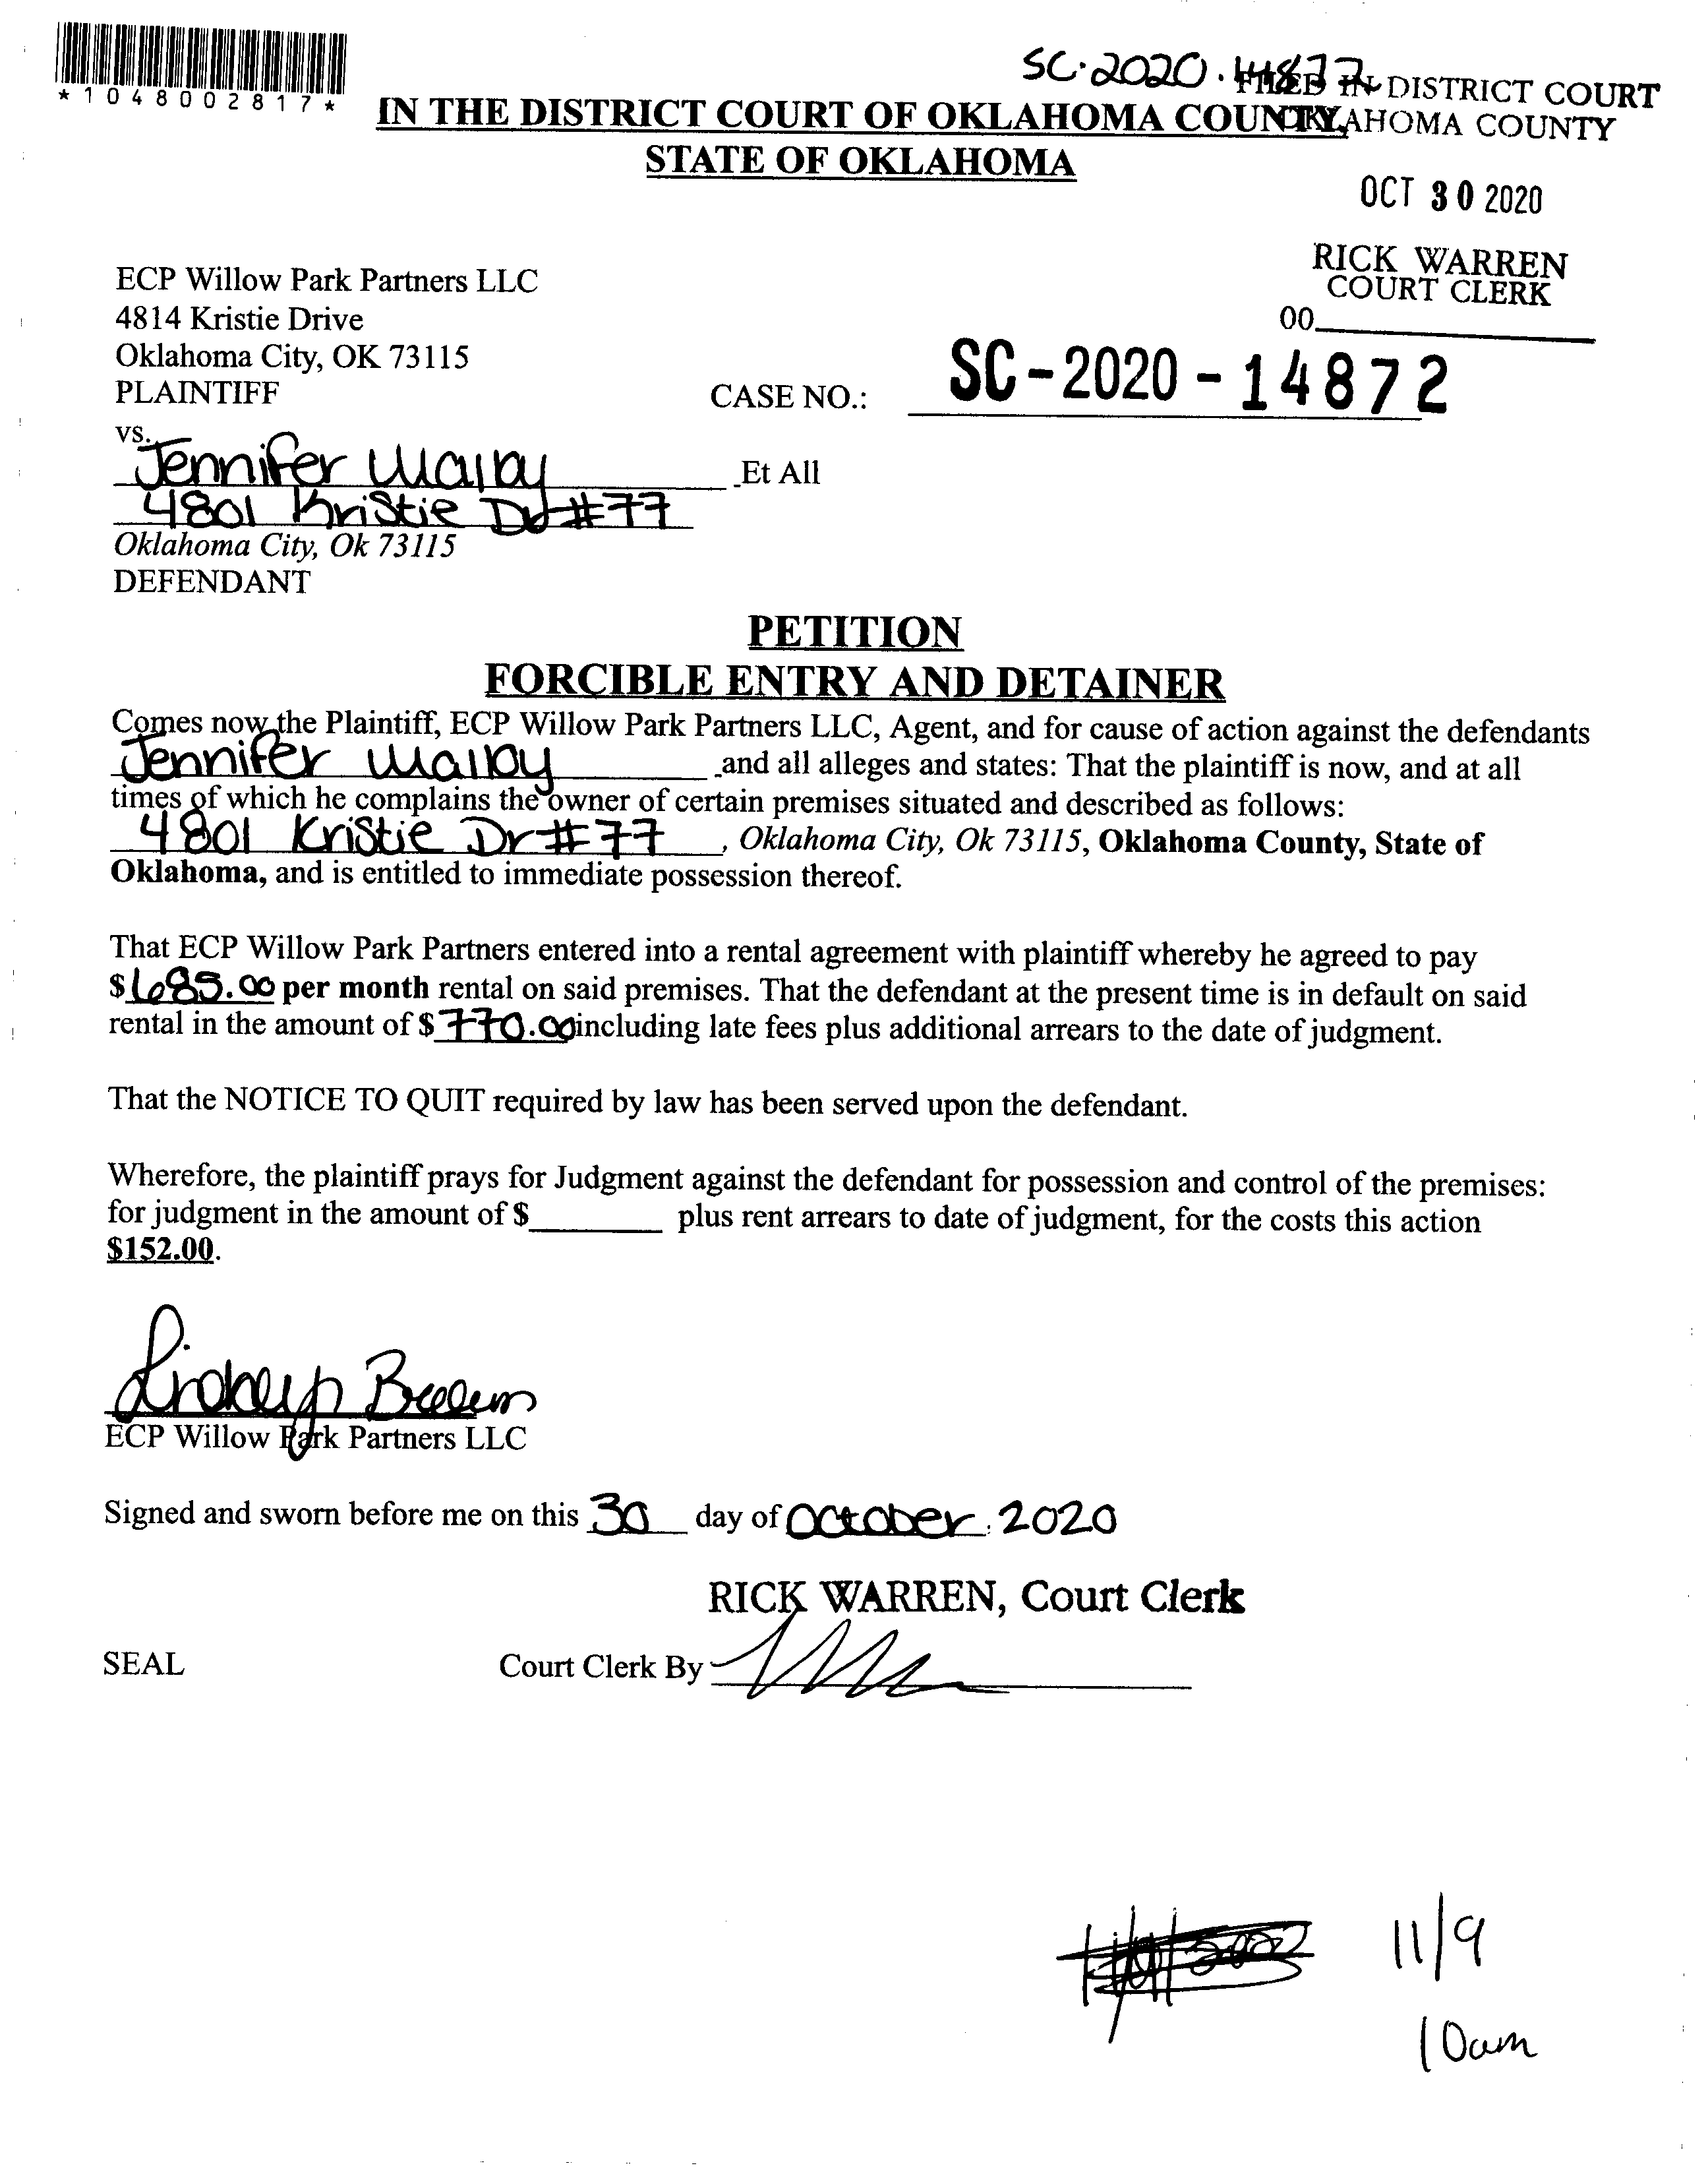 *1048002817*
SC-2020-14872
FILED IN DISTRICT COURT
OKLAHOMA COUNTY
IN THE DISTRICT COURT OF OKLAHOMA COUNTY,
STATE OF OKLAHOMA
OCT 30 2020
RICK WARREN
COURT CLERK
00
ECP Willow Park Partners LLC
4814 Kristie Drive
Oklahoma City, OK 73115
PLAINTIFF
CASE NO.: SC-2020-14872
vs.
Jennifer Et All
4801 Kristie Dr #77
Oklahoma City, Ok 73115
DEFENDANT
PETITION
FORCIBLE ENTRY AND DETAINER
Comes now the Plaintiff, ECP Willow Park Partners LLC, Agent, and for cause of action against the defendants
Jennifer and all alleges and states: That the plaintiff is now, and at all
times of which he complains the owner of certain premises situated and described as follows:
4801 Kristie Dr #77, Oklahoma City, Ok 73115, Oklahoma County, State of
Oklahoma, and is entitled to immediate possession thereof.
That ECP Willow Park Partners entered into a rental agreement with plaintiff whereby he agreed to pay
$685.00 per month rental on said premises. That the defendant at the present time is in default on said
rental in the amount of $770.00 including late fees plus additional arrears to the date of judgment.
That the NOTICE TO QUIT required by law has been served upon the defendant.
Wherefore, the plaintiff prays for Judgment against the defendant for possession and control of the premises:
for judgment in the amount of $______ plus rent arrears to date of judgment, for the costs this action
$152.00.
ECP Willow Park Partners LLC
Signed and sworn before me on this 30 day of October. 2020
RICK WARREN, Court Clerk
SEAL Court Clerk By
11/9
10am